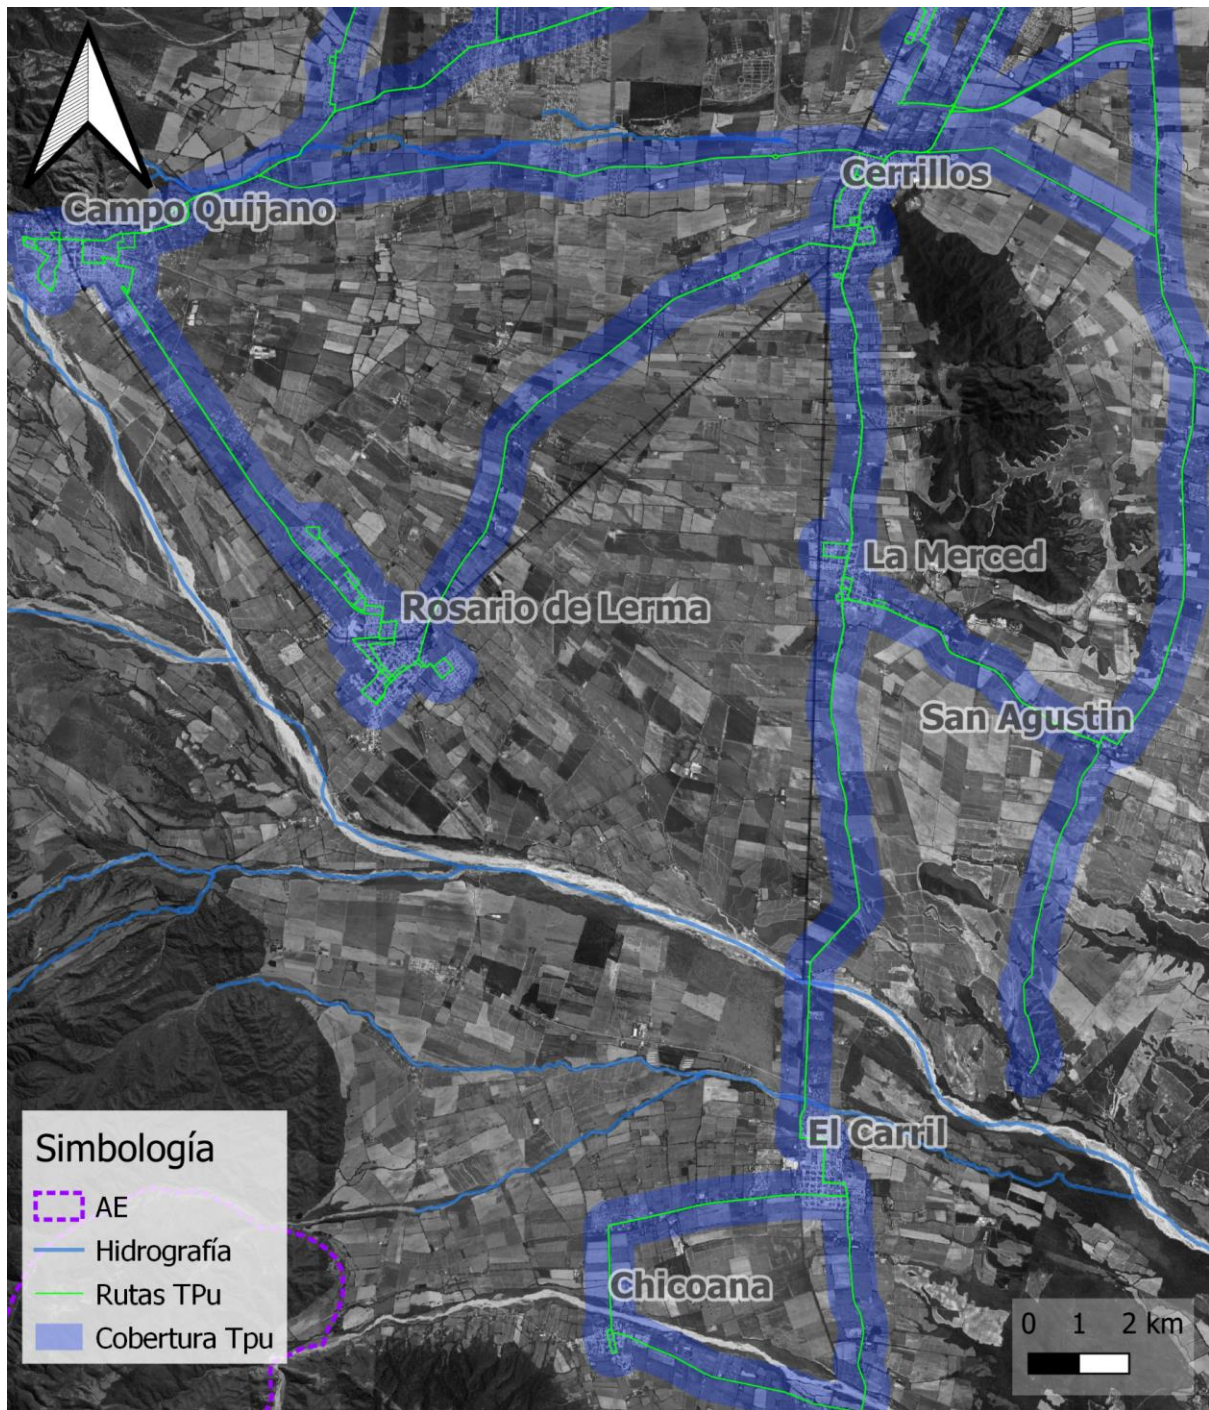 Cerrillos
Campo Quijano
La Merced
Rosario de Lerma
San Agustin
El Carril
Chicoana
Simbología
AE
Hidrografía
Rutas TPu
Cobertura Tpu
0 1 2 km